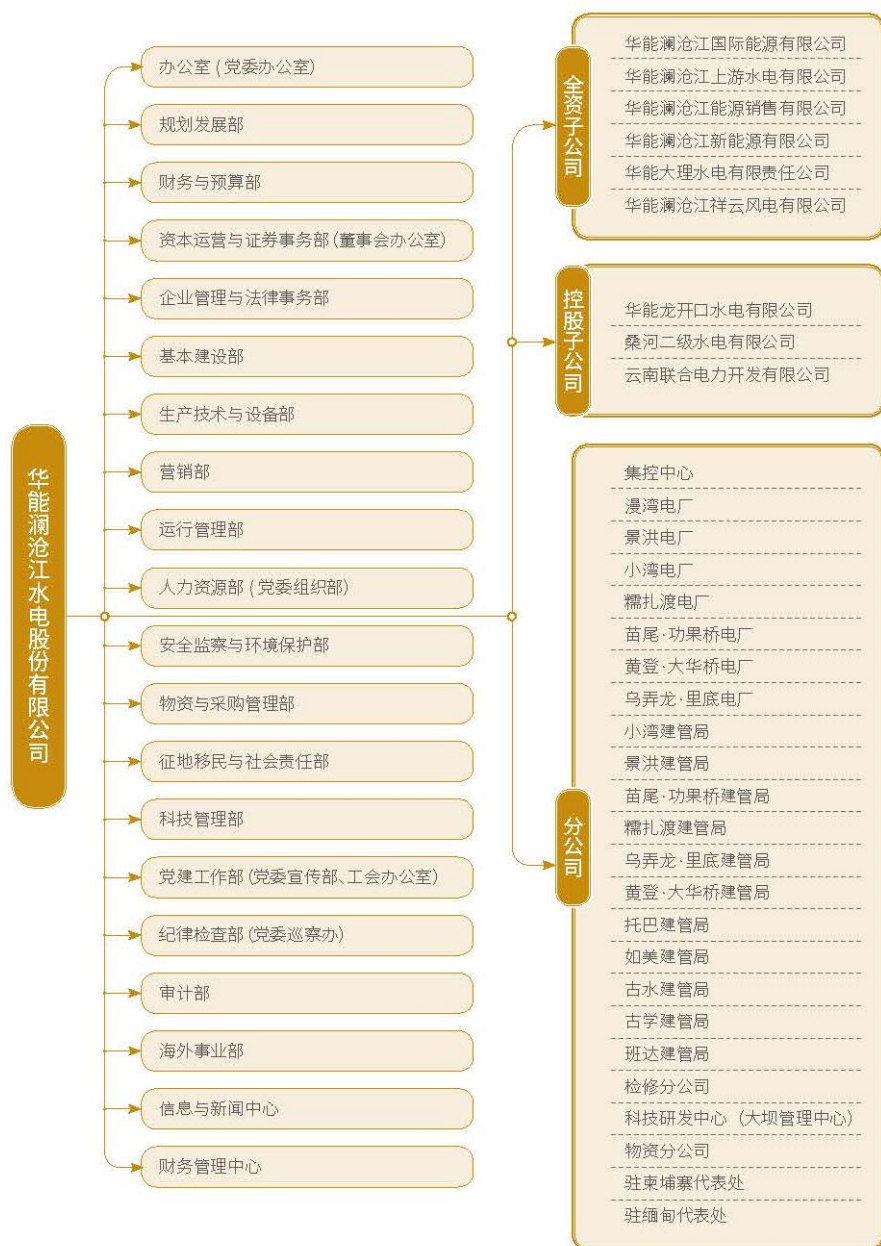 华能澜沧江水电股份有限公司
办公室(党委办公室)
规划发展部
财务与预算部
资本运营与证券事务部(董事会办公室)
企业管理与法律事务部
基本建设部
生产技术与设备部
营销部
运行管理部
人力资源部(党委组织部)
安全监察与环境保护部
物资与采购管理部
征地移民与社会责任部
科技管理部
党建工作部(党委宣传部、工会办公室)
纪律检查部(党委巡察办)
审计部
海外事业部
信息与新闻中心
财务管理中心
全资子公司
华能澜沧江国际能源有限公司
华能澜沧江上游水电有限公司
华能澜沧江能源销售有限公司
华能澜沧江新能源有限公司
华能大理水电有限责任公司
华能澜沧江祥云风电有限公司
控股子公司
华能龙开口水电有限公司
桑河二级水电有限公司
云南联合电力开发有限公司
分公司
集控中心
漫湾电厂
景洪电厂
小湾电厂
糯扎渡电厂
苗尾·功果桥电厂
黄登·大华桥电厂
乌弄龙·里底电厂
小湾建管局
景洪建管局
苗尾·功果桥建管局
糯扎渡建管局
乌弄龙·里底建管局
黄登·大华桥建管局
托巴建管局
如美建管局
古水建管局
古学建管局
班达建管局
检修分公司
科技研发中心（大坝管理中心）
物资分公司
驻柬埔寨代表处
驻缅甸代表处